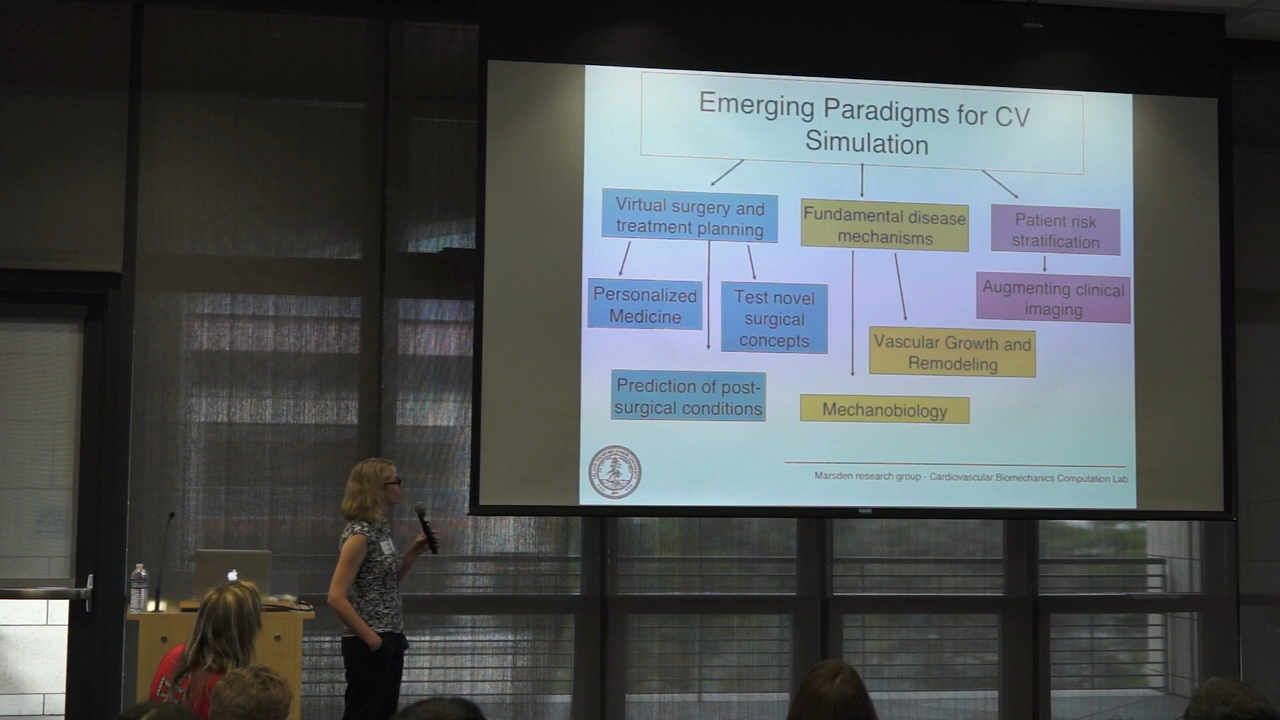 Emerging Paradigms for CV
Simulation
Virtual surgery and
treatment planning
Fundamental disease
mechanisms
Patient risk
stratification
Personalized
Medicine
Test novel
surgical
concepts
Augmenting clinical
imaging
Vascular Growth and
Remodeling
Prediction of post-
surgical conditions
Mechanobiology
Marsden research group - Cardiovascular Biomechanics Computation Lab